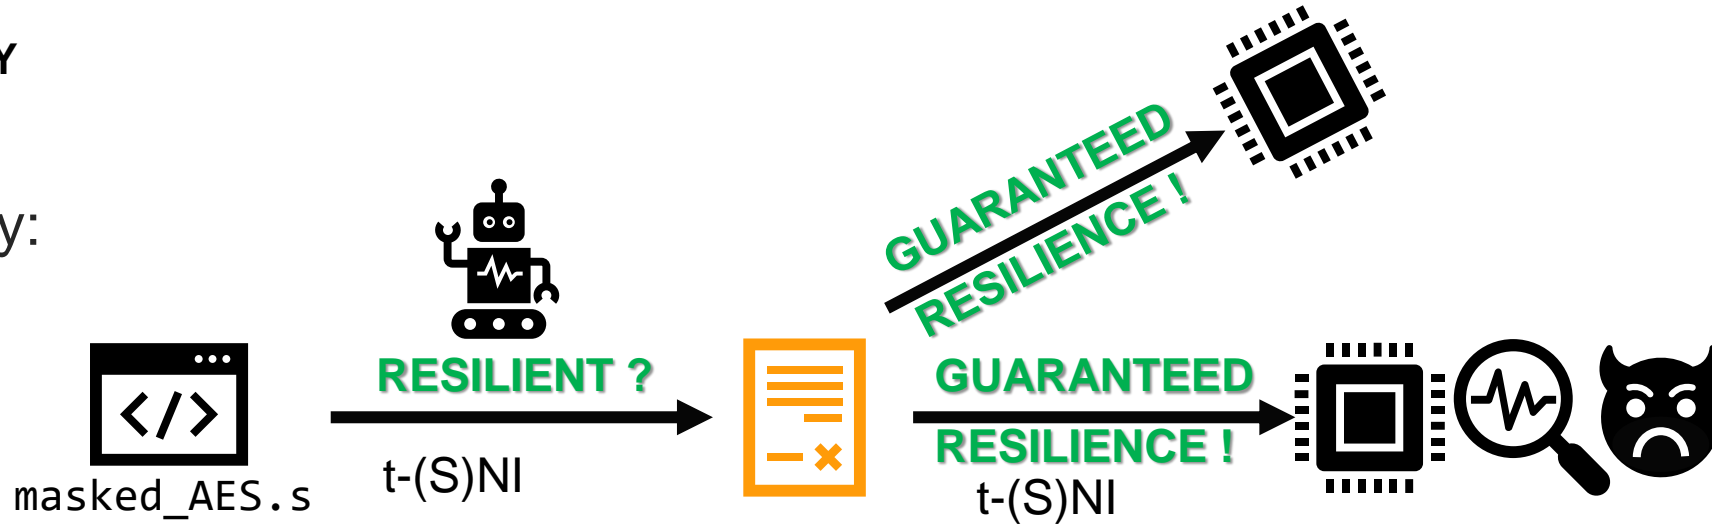 Y
y:
GUARANTEED
RESILIENCE !
RESILIENT ?
GUARANTEED
</>
RESILIENCE !
t-(S)NI
t-(S)NI
masked_AES.s